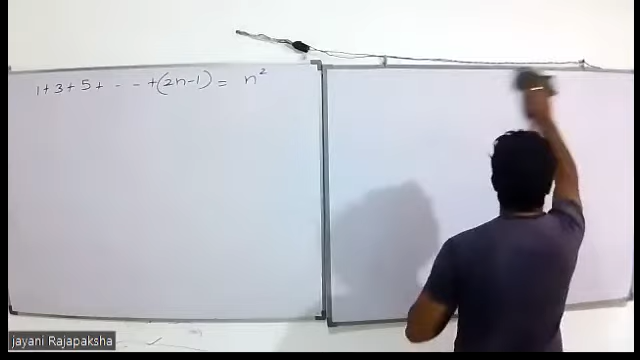 1+3+5+ - - +(2n-1) = n²
jayani Rajapaksha